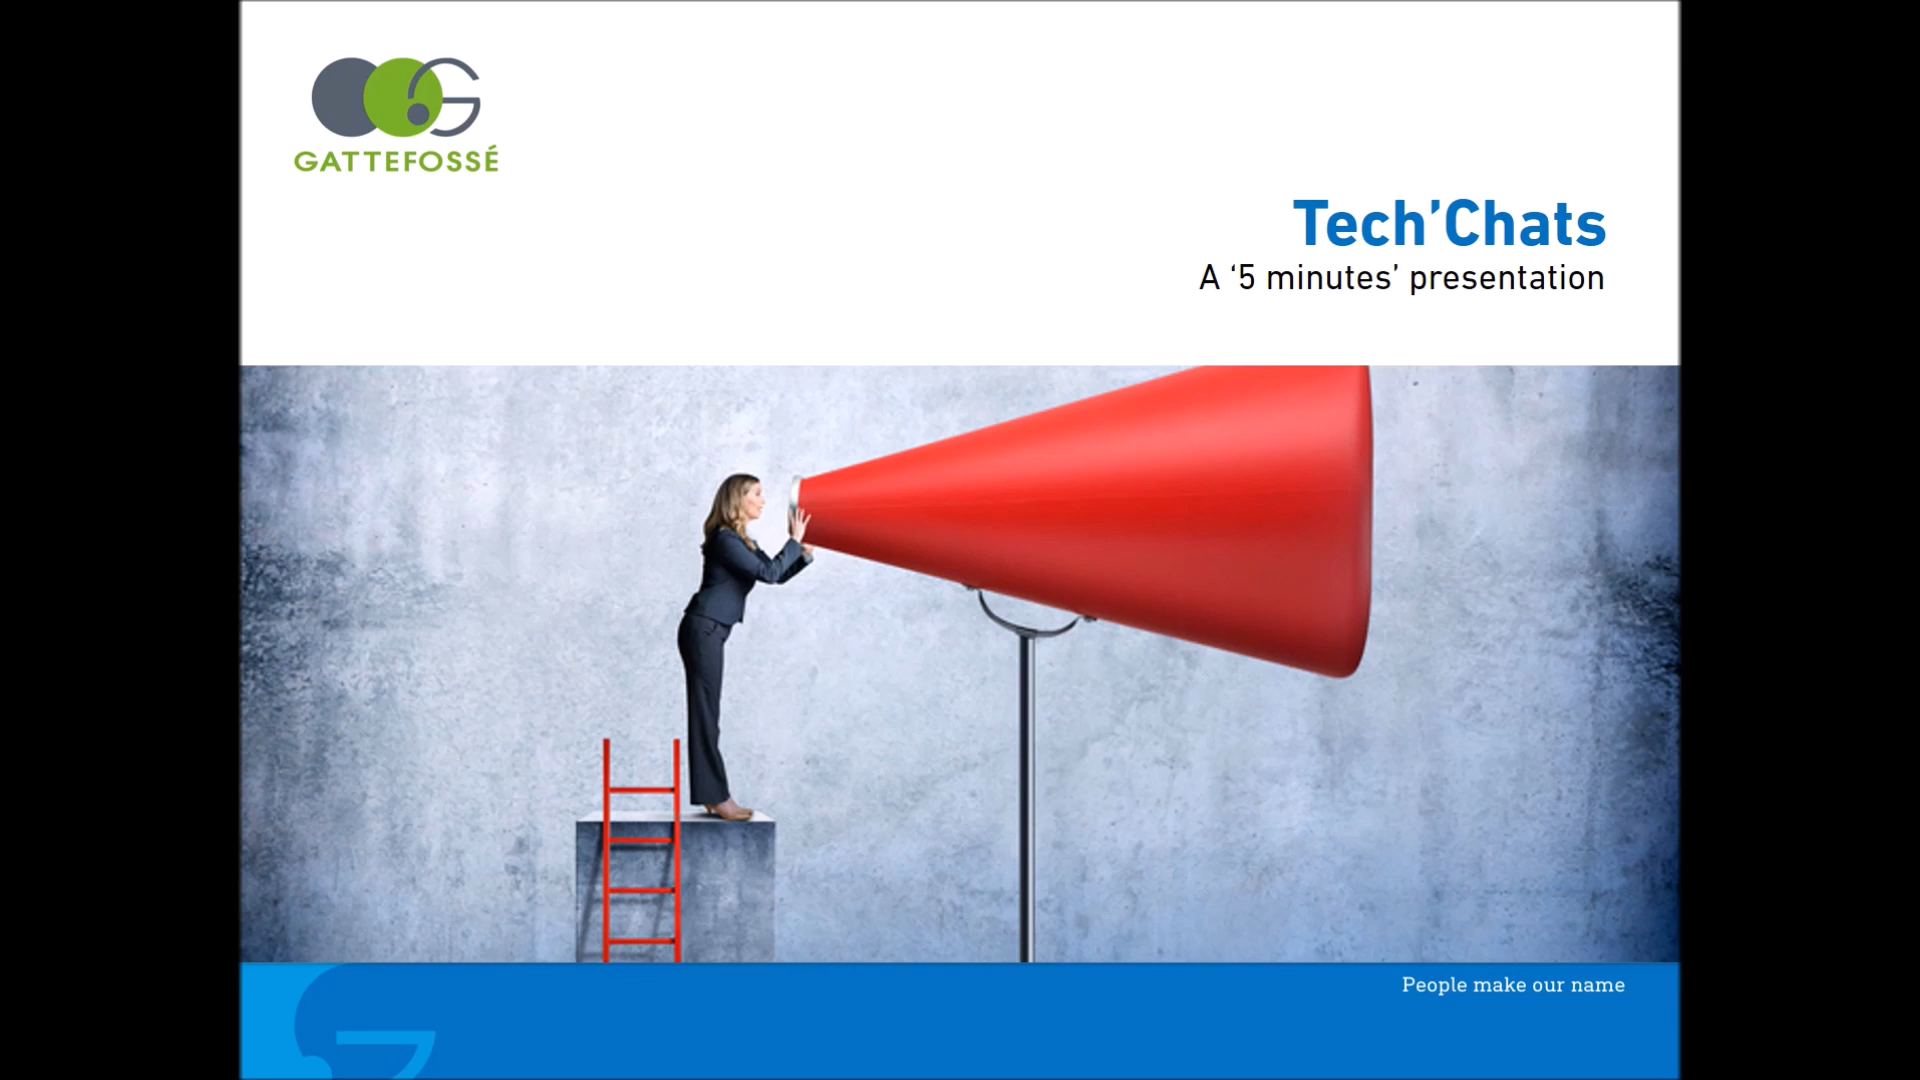 GATTEFOSSÉ
Tech’Chats
A ‘5 minutes’ presentation
People make our name